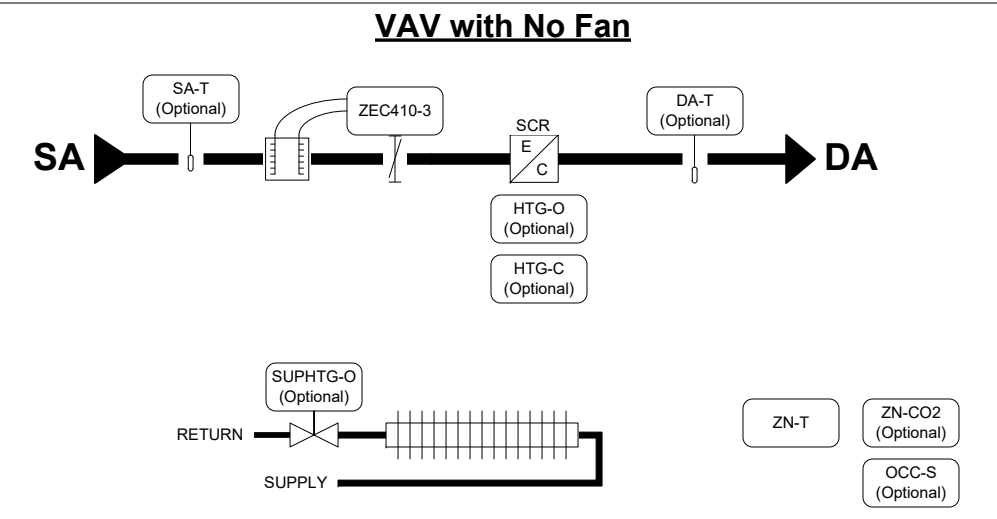 VAV with No Fan
SA-T
(Optional)
ZEC410-3
DA-T
(Optional)
SCR
E
C
SA
DA
HTG-O
(Optional)
HTG-C
(Optional)
SUPHTG-O
(Optional)
RETURN
SUPPLY
ZN-T
ZN-CO2
(Optional)
OCC-S
(Optional)